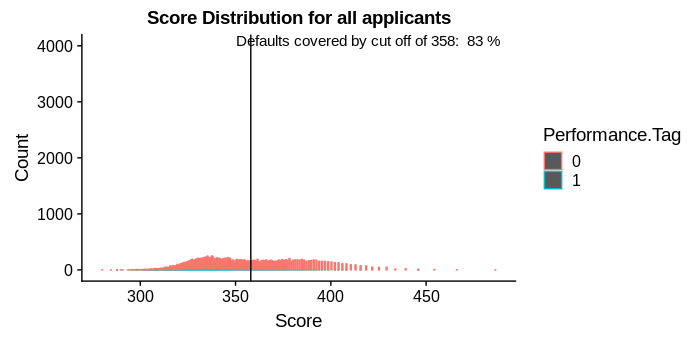 Score Distribution for all applicants
Defaults covered by cut off of 358:  83 %
4000
3000
2000
1000
0
Count
300
350
400
450
Score
Performance.Tag
0
1